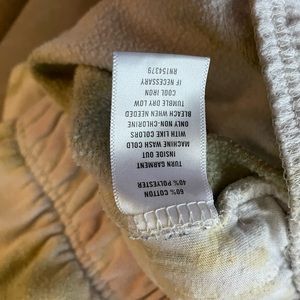 60% COTTON
40% POLYESTER
TURN GARMENT
INSIDE OUT
MACHINE WASH COLD
WITH LIKE COLORS
ONLY NON-CHLORINE
BLEACH WHEN NEEDED
TUMBLE DRY LOW
COOL IRON
IF NECESSARY
RN154379